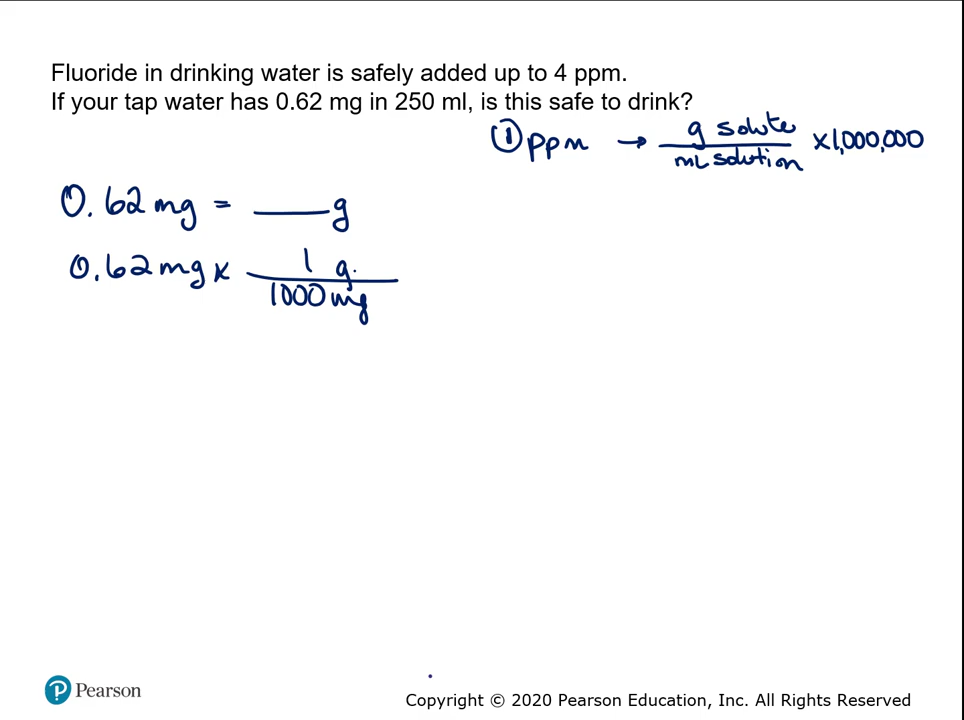 Fluoride in drinking water is safely added up to 4 ppm.
If your tap water has 0.62 mg in 250 ml, is this safe to drink?
① ppm → g solute / mL solution x 1,000,000
0.62 mg = ___ g
0.62 mg x 1 g / 1000 mg
Pearson
Copyright © 2020 Pearson Education, Inc. All Rights Reserved